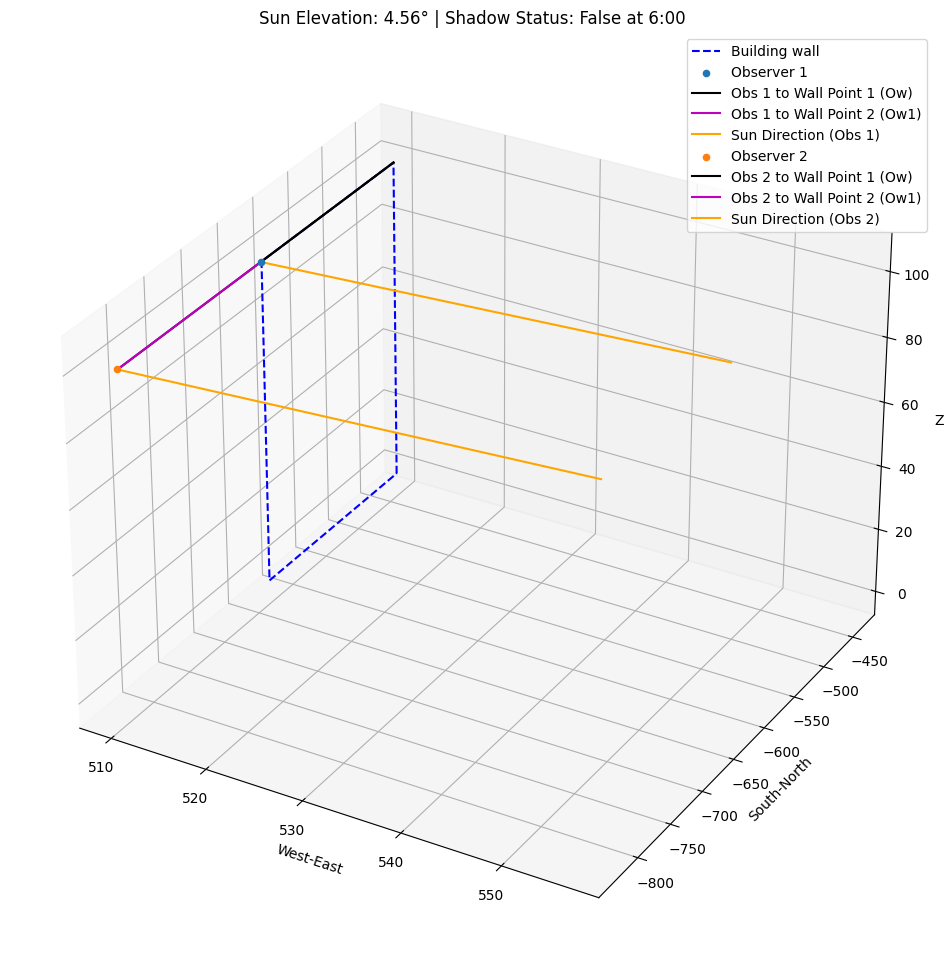 Sun Elevation: 4.56° | Shadow Status: False at 6:00
Building wall
Observer 1
Obs 1 to Wall Point 1 (Ow)
Obs 1 to Wall Point 2 (Ow1)
Sun Direction (Obs 1)
Observer 2
Obs 2 to Wall Point 1 (Ow)
Obs 2 to Wall Point 2 (Ow1)
Sun Direction (Obs 2)
100
80
60
Z
40
20
0
−450
−500
−550
−600
−650
−700
−750
−800
South-North
510
520
530
540
550
West-East